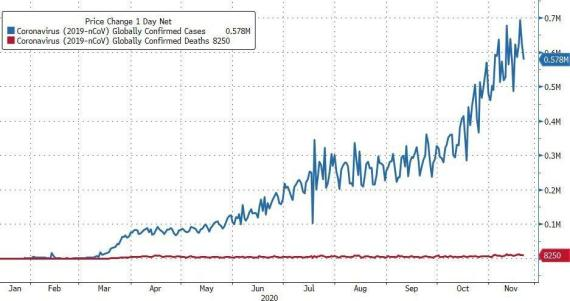 Price Change 1 Day Net
Coronavirus (2019-nCoV) Globally Confirmed Cases 0.578M
Coronavirus (2019-nCoV) Globally Confirmed Deaths 8250
0.7M
0.6M
0.578M
0.5M
0.4M
0.3M
0.2M
0.1M
8250
Jan Feb Mar Apr May Jun Jul Aug Sep Oct Nov
2020